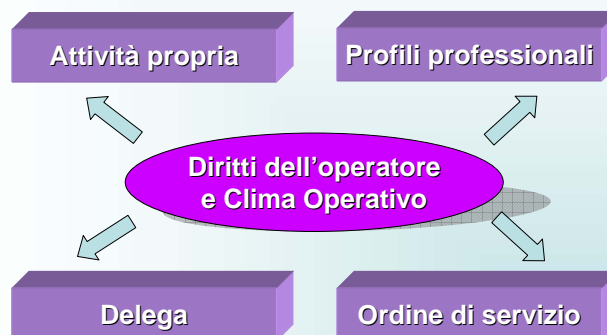 Attività propria
Profili professionali
Diritti dell’operatore
e Clima Operativo
Delega
Ordine di servizio